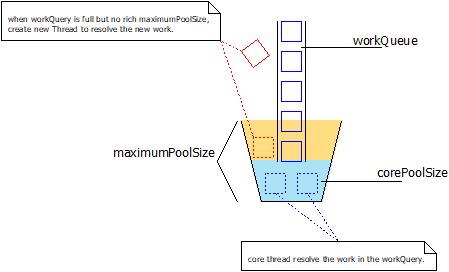 when workQuery is full but no rich maximumPoolSize,
create new Thread to resolve the new work.
workQueue
maximumPoolSize
corePoolSize
core thread resolve the work in the workQuery.